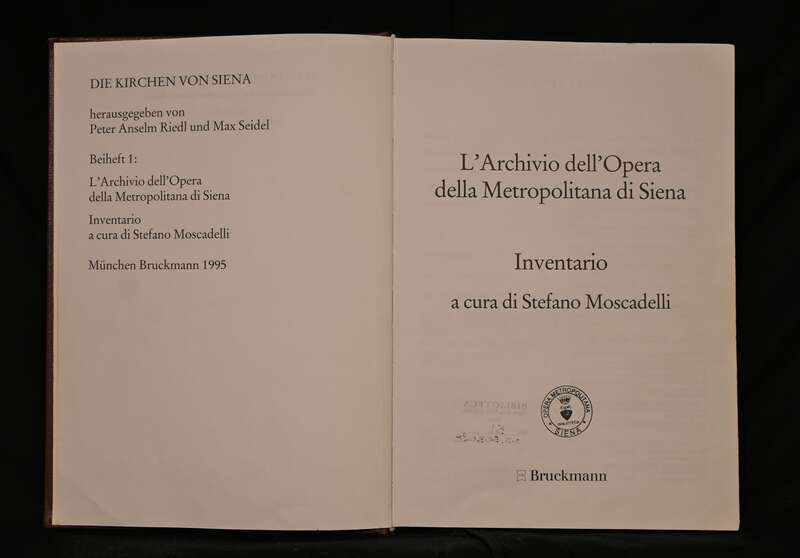 DIE KIRCHEN VON SIENA
herausgegeben von
Peter Anselm Riedl und Max Seidel
Beiheft 1:
L'Archivio dell'Opera
della Metropolitana di Siena
Inventario
a cura di Stefano Moscadelli
München Bruckmann 1995
L'Archivio dell'Opera
della Metropolitana di Siena
Inventario
a cura di Stefano Moscadelli
BIBLIOTECA
OPERA METROPOLITANA
SIENA
Bruckmann